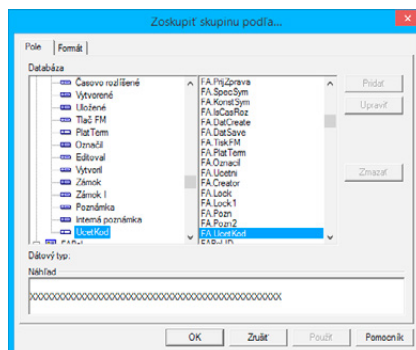 Zoskupiť skupinu podľa...
Pole Formát
Databáza
Časovo rozlíšené
Vytvorené
Uložené
Tlač FM
PlatTerm
Označil
Editoval
Vytvoril
Zámok
Zámok I
Poznámka
Interná poznámka
UcetKod
FA.PrijZprava
FA.SpecSym
FA.KonstSym
FA.IsCasRoz
FA.DatCreate
FA.DatSave
FA.TiskFM
FA.PlatTerm
FA.Oznacil
FA.Ucetni
FA.Creator
FA.Lock
FA.Lock1
FA.Pozn
FA.Pozn2
FA.UcetKod
Pridať
Upraviť
Zmazať
Dátový typ:
Náhľad
XXXXXXXXXXXXXXXXXXXXXXXXXXXXXXXXXXXXXXXXXXXXXXXX
OK Zrušiť Použiť Pomocník